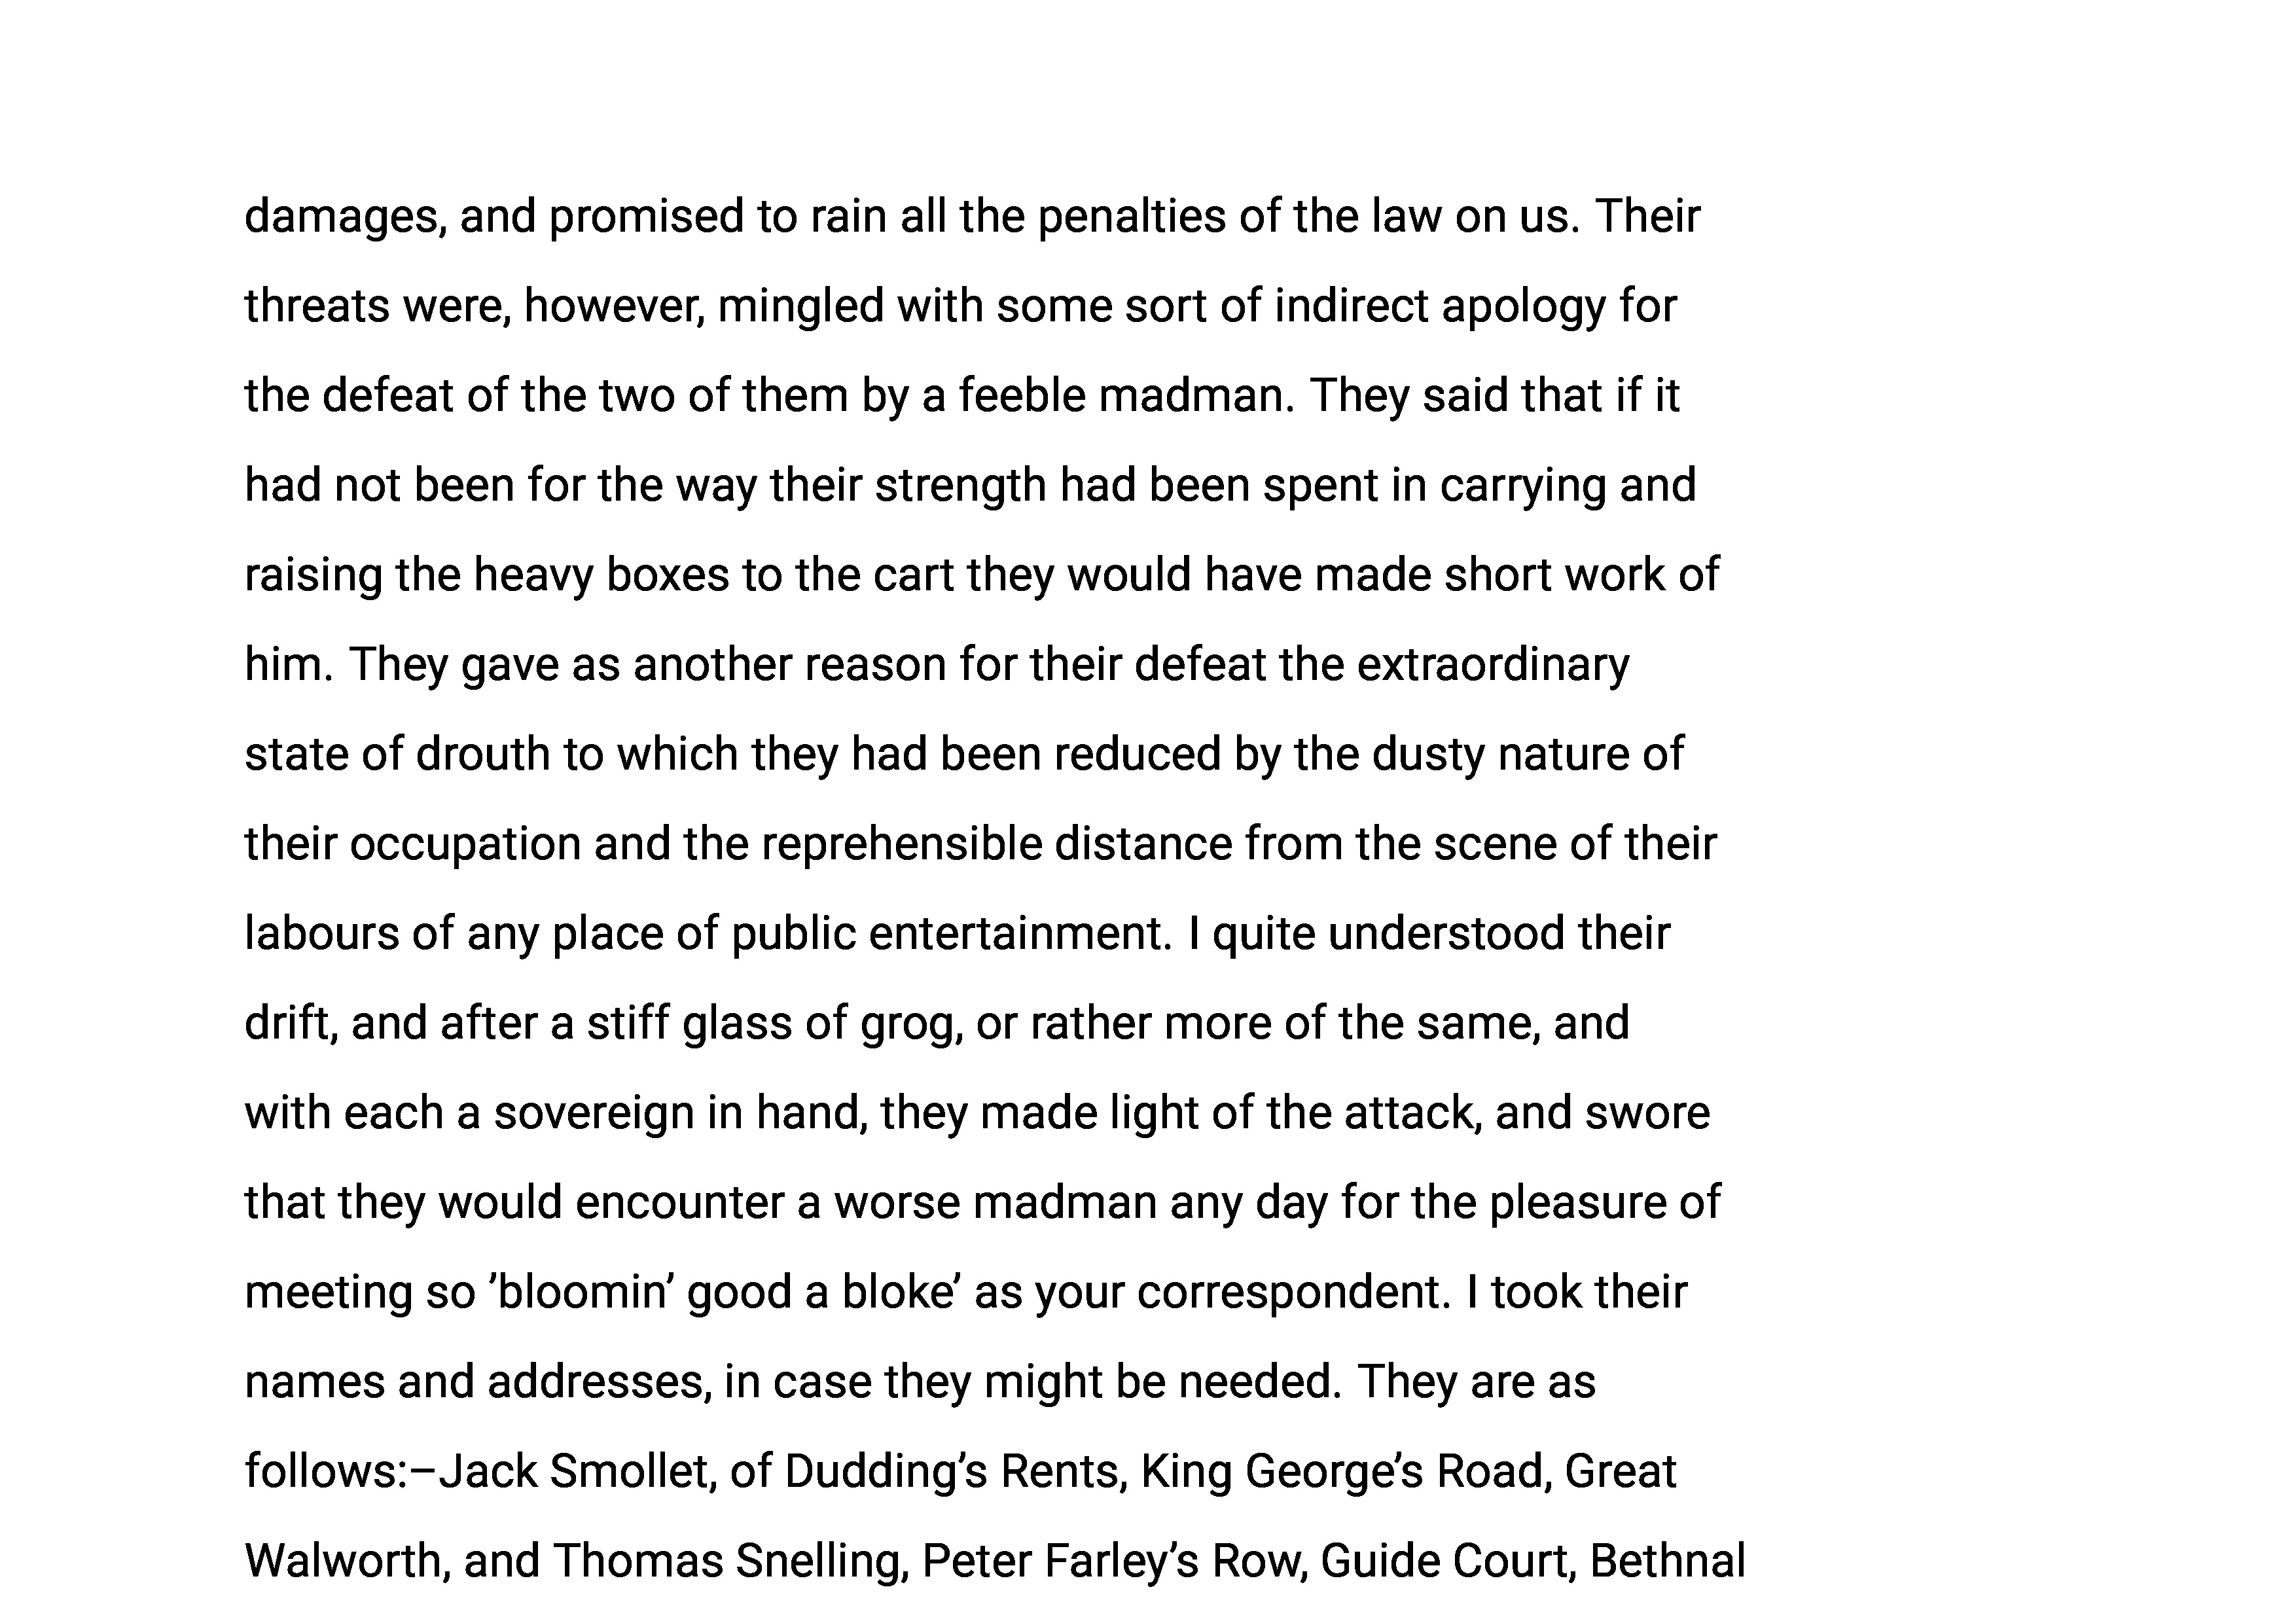 damages, and promised to rain all the penalties of the law on us. Their
threats were, however, mingled with some sort of indirect apology for
the defeat of the two of them by a feeble madman. They said that if it
had not been for the way their strength had been spent in carrying and
raising the heavy boxes to the cart they would have made short work of
him. They gave as another reason for their defeat the extraordinary
state of drouth to which they had been reduced by the dusty nature of
their occupation and the reprehensible distance from the scene of their
labours of any place of public entertainment. I quite understood their
drift, and after a stiff glass of grog, or rather more of the same, and
with each a sovereign in hand, they made light of the attack, and swore
that they would encounter a worse madman any day for the pleasure of
meeting so ’bloomin’ good a bloke’ as your correspondent. I took their
names and addresses, in case they might be needed. They are as
follows:–Jack Smollet, of Dudding’s Rents, King George’s Road, Great
Walworth, and Thomas Snelling, Peter Farley’s Row, Guide Court, Bethnal